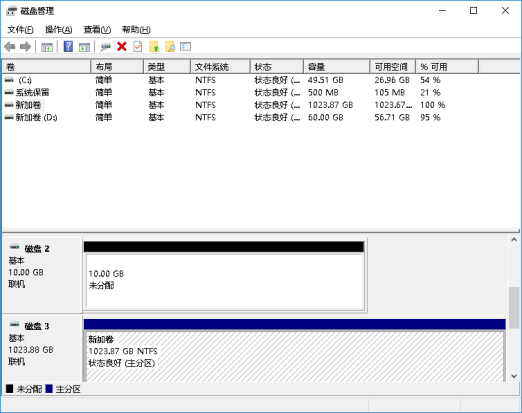 磁盘管理
文件(F) 操作(A) 查看(V) 帮助(H)
卷 布局 类型 文件系统 状态 容量 可用空间 % 可用
(C:) 简单 基本 NTFS 状态良好 (... 49.51 GB 26.96 GB 54 %
系统保留 简单 基本 NTFS 状态良好 (... 500 MB 105 MB 21 %
新加卷 简单 基本 NTFS 状态良好 (... 1023.87 GB 1023.67... 100 %
新加卷 (D:) 简单 基本 NTFS 状态良好 (... 60.00 GB 56.71 GB 95 %
磁盘 2
基本
10.00 GB
联机
10.00 GB
未分配
磁盘 3
基本
1023.88 GB
联机
新加卷
1023.87 GB NTFS
状态良好 (主分区)
未分配 主分区